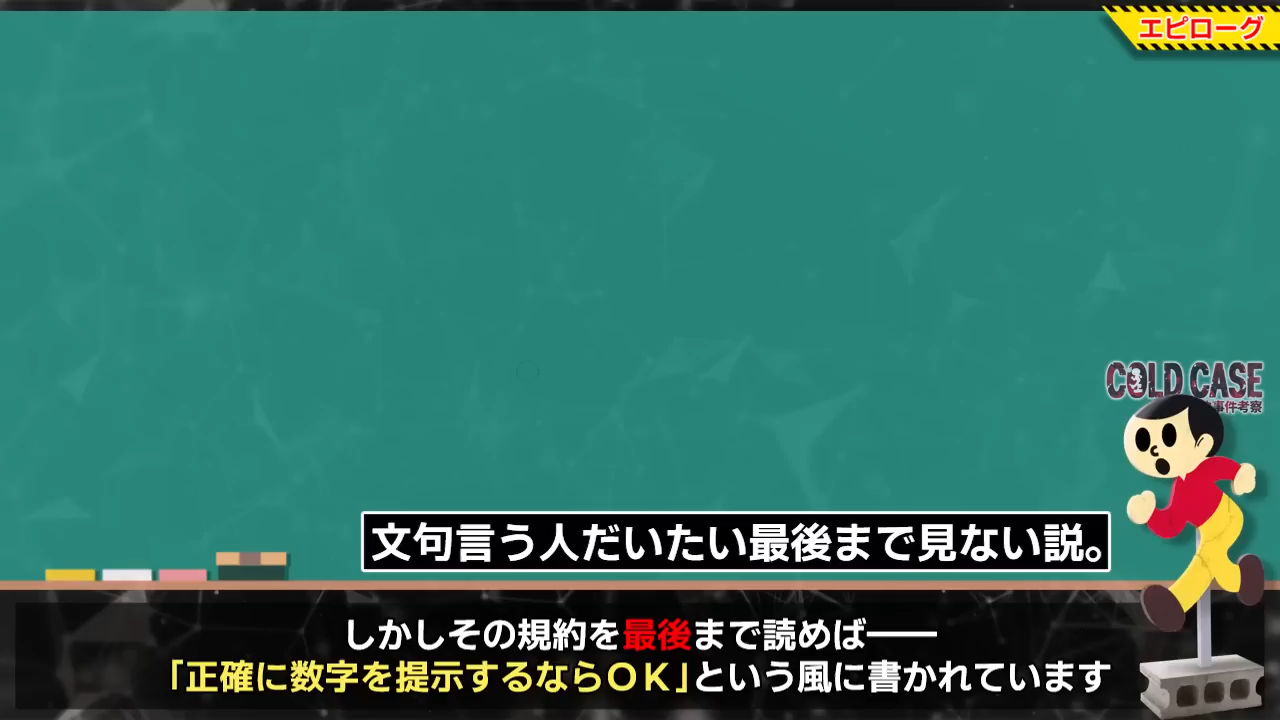 エピローグ
COLD CASE
事件考察
文句言う人だいたい最後まで見ない説。
しかしその規約を最後まで読めば――
「正確に数字を提示するならＯＫ」という風に書かれています